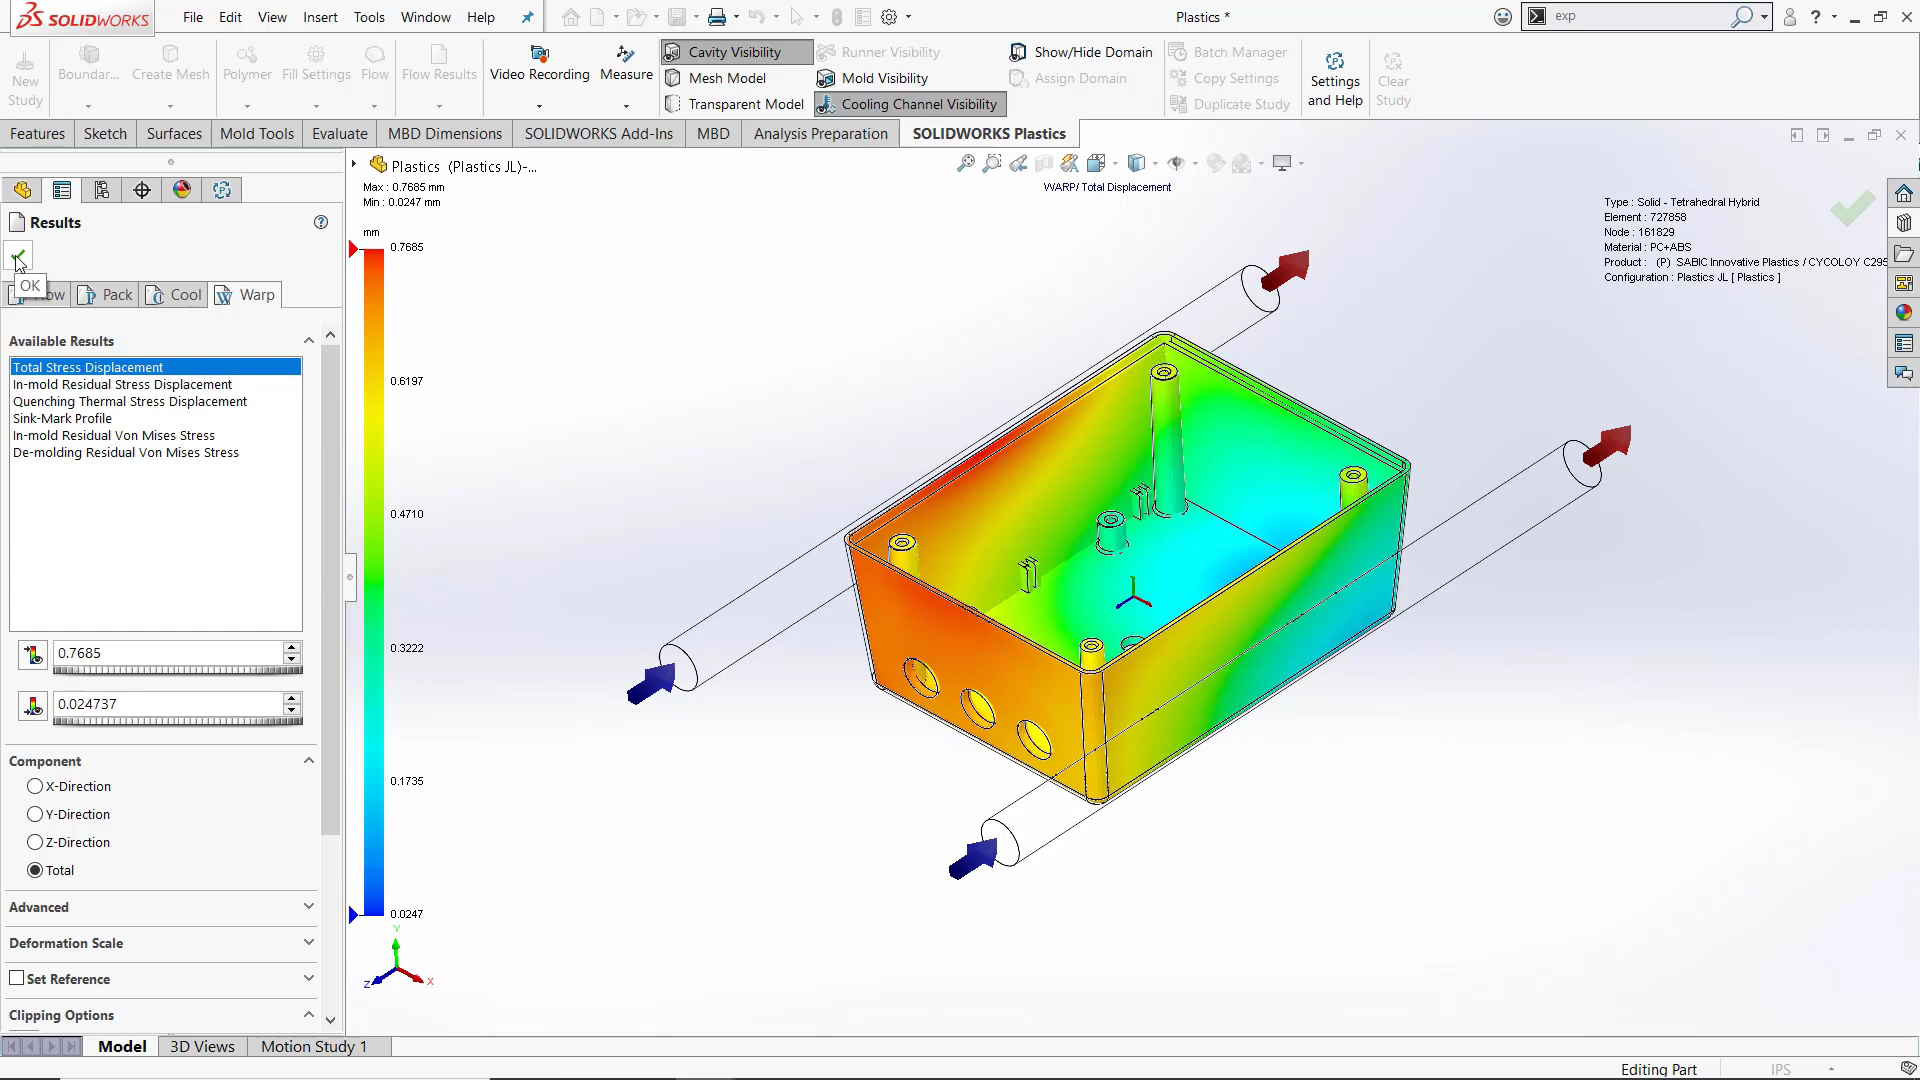 SOLIDWORKS File Edit View Insert Tools Window Help Plastics * exp ?
New Study Boundar... Create Mesh Polymer Fill Settings Flow Flow Results Video Recording Measure
Cavity Visibility Runner Visibility Show/Hide Domain Batch Manager
Mesh Model Mold Visibility Assign Domain Copy Settings
Transparent Model Cooling Channel Visibility Duplicate Study
Settings and Help Clear Study
Features Sketch Surfaces Mold Tools Evaluate MBD Dimensions SOLIDWORKS Add-Ins MBD Analysis Preparation SOLIDWORKS Plastics
Plastics (Plastics JL)-...
Max : 0.7685 mm
Min : 0.0247 mm
WARP/ Total Displacement
Type : Solid - Tetrahedral Hybrid
Element : 727858
Node : 161829
Material : PC+ABS
Product : (P) SABIC Innovative Plastics / CYCOLOY C295
Configuration : Plastics JL [ Plastics ]
Results
OK
Pack Cool Warp
Available Results
Total Stress Displacement
In-mold Residual Stress Displacement
Quenching Thermal Stress Displacement
Sink-Mark Profile
In-mold Residual Von Mises Stress
De-molding Residual Von Mises Stress
0.7685
0.024737
Component
X-Direction
Y-Direction
Z-Direction
Total
Advanced
Deformation Scale
Set Reference
Clipping Options
mm
0.7685
0.6197
0.4710
0.3222
0.1735
0.0247
Y
Z X
Model 3D Views Motion Study 1
Editing Part IPS